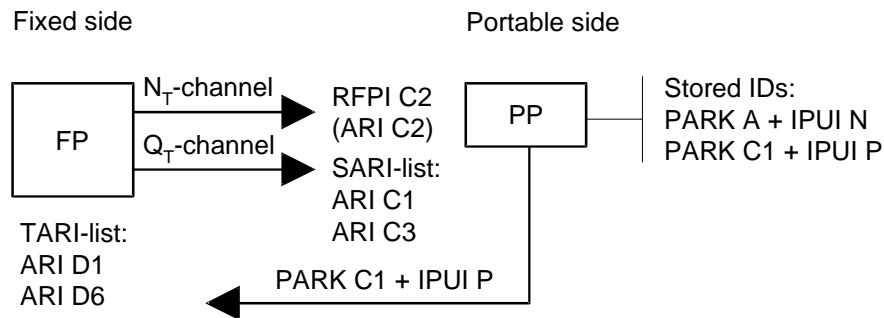 Fixed side
Portable side
N_T-channel
RFPI C2
(ARI C2)
FP
Q_T-channel
SARI-list:
ARI C1
ARI C3
PP
Stored IDs:
PARK A + IPUI N
PARK C1 + IPUI P
TARI-list:
ARI D1
ARI D6
PARK C1 + IPUI P